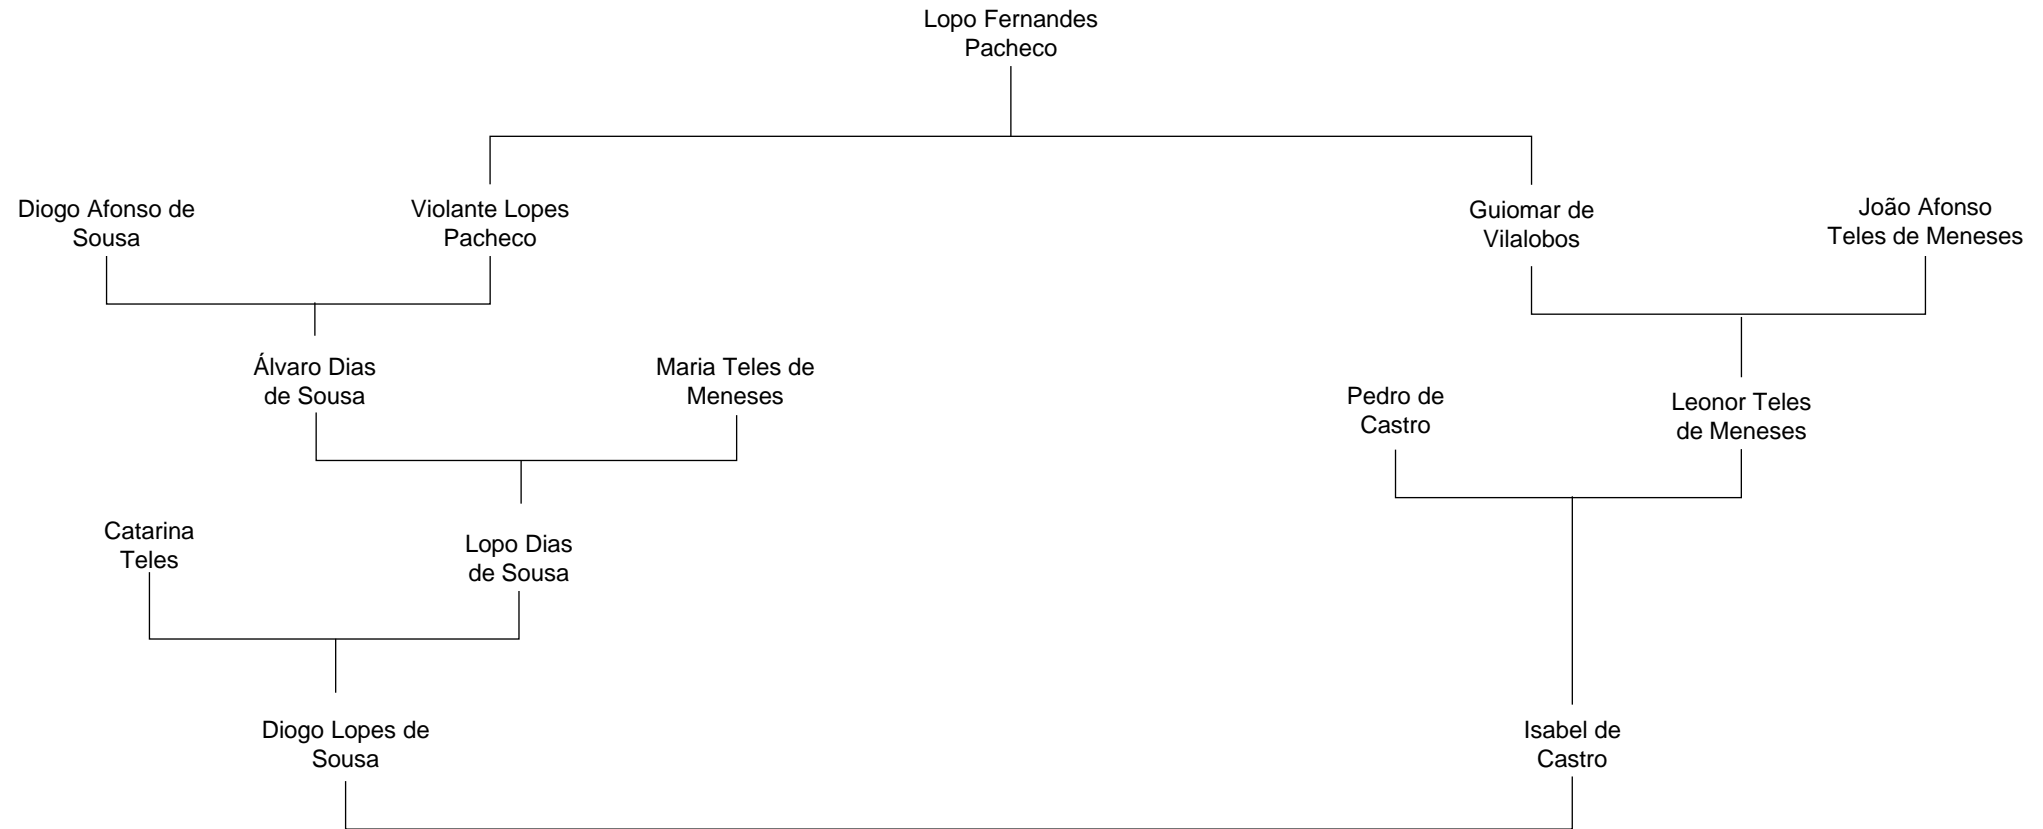 Lopo Fernandes
Pacheco
Diogo Afonso de
Sousa
Violante Lopes
Pacheco
Guiomar de
Vilalobos
João Afonso
Teles de Meneses
Álvaro Dias
de Sousa
Maria Teles de
Meneses
Pedro de
Castro
Leonor Teles
de Meneses
Catarina
Teles
Lopo Dias
de Sousa
Diogo Lopes de
Sousa
Isabel de
Castro